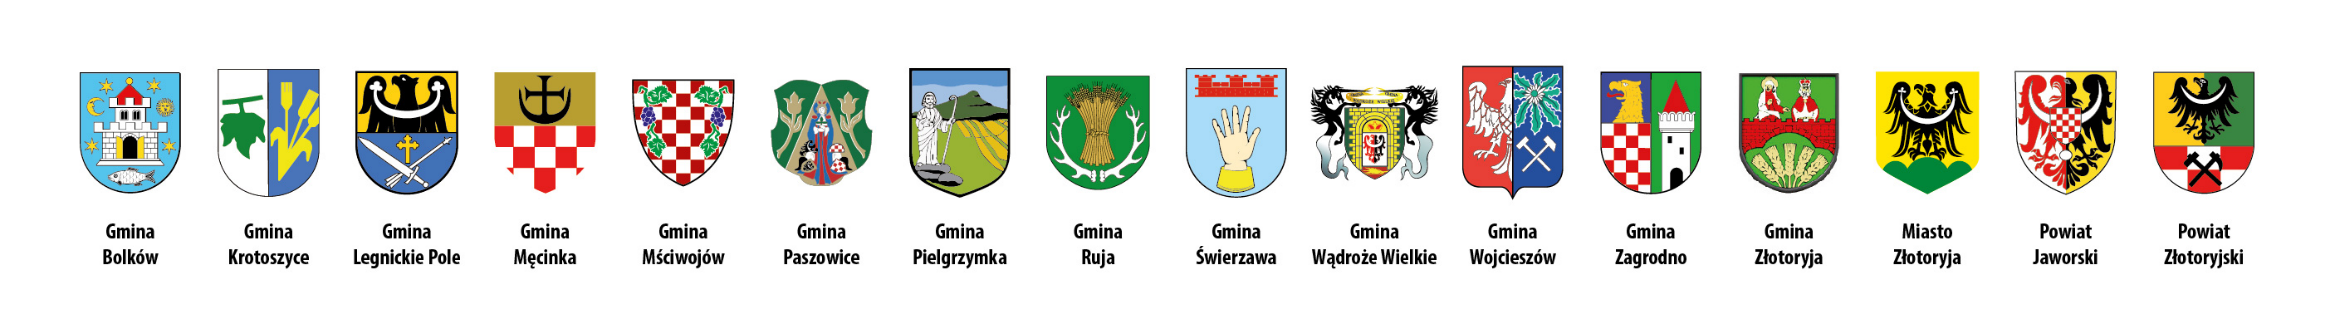 Gmina
Bolków
Gmina
Krotoszyce
Gmina
Legnickie Pole
Gmina
Męcinka
Gmina
Mściwojów
Gmina
Paszowice
Gmina
Pielgrzymka
Gmina
Ruja
Gmina
Świerzawa
Gmina
Wądroże Wielkie
Gmina
Wojcieszów
Gmina
Zagrodno
Gmina
Złotoryja
Miasto
Złotoryja
Powiat
Jaworski
Powiat
Złotoryjski